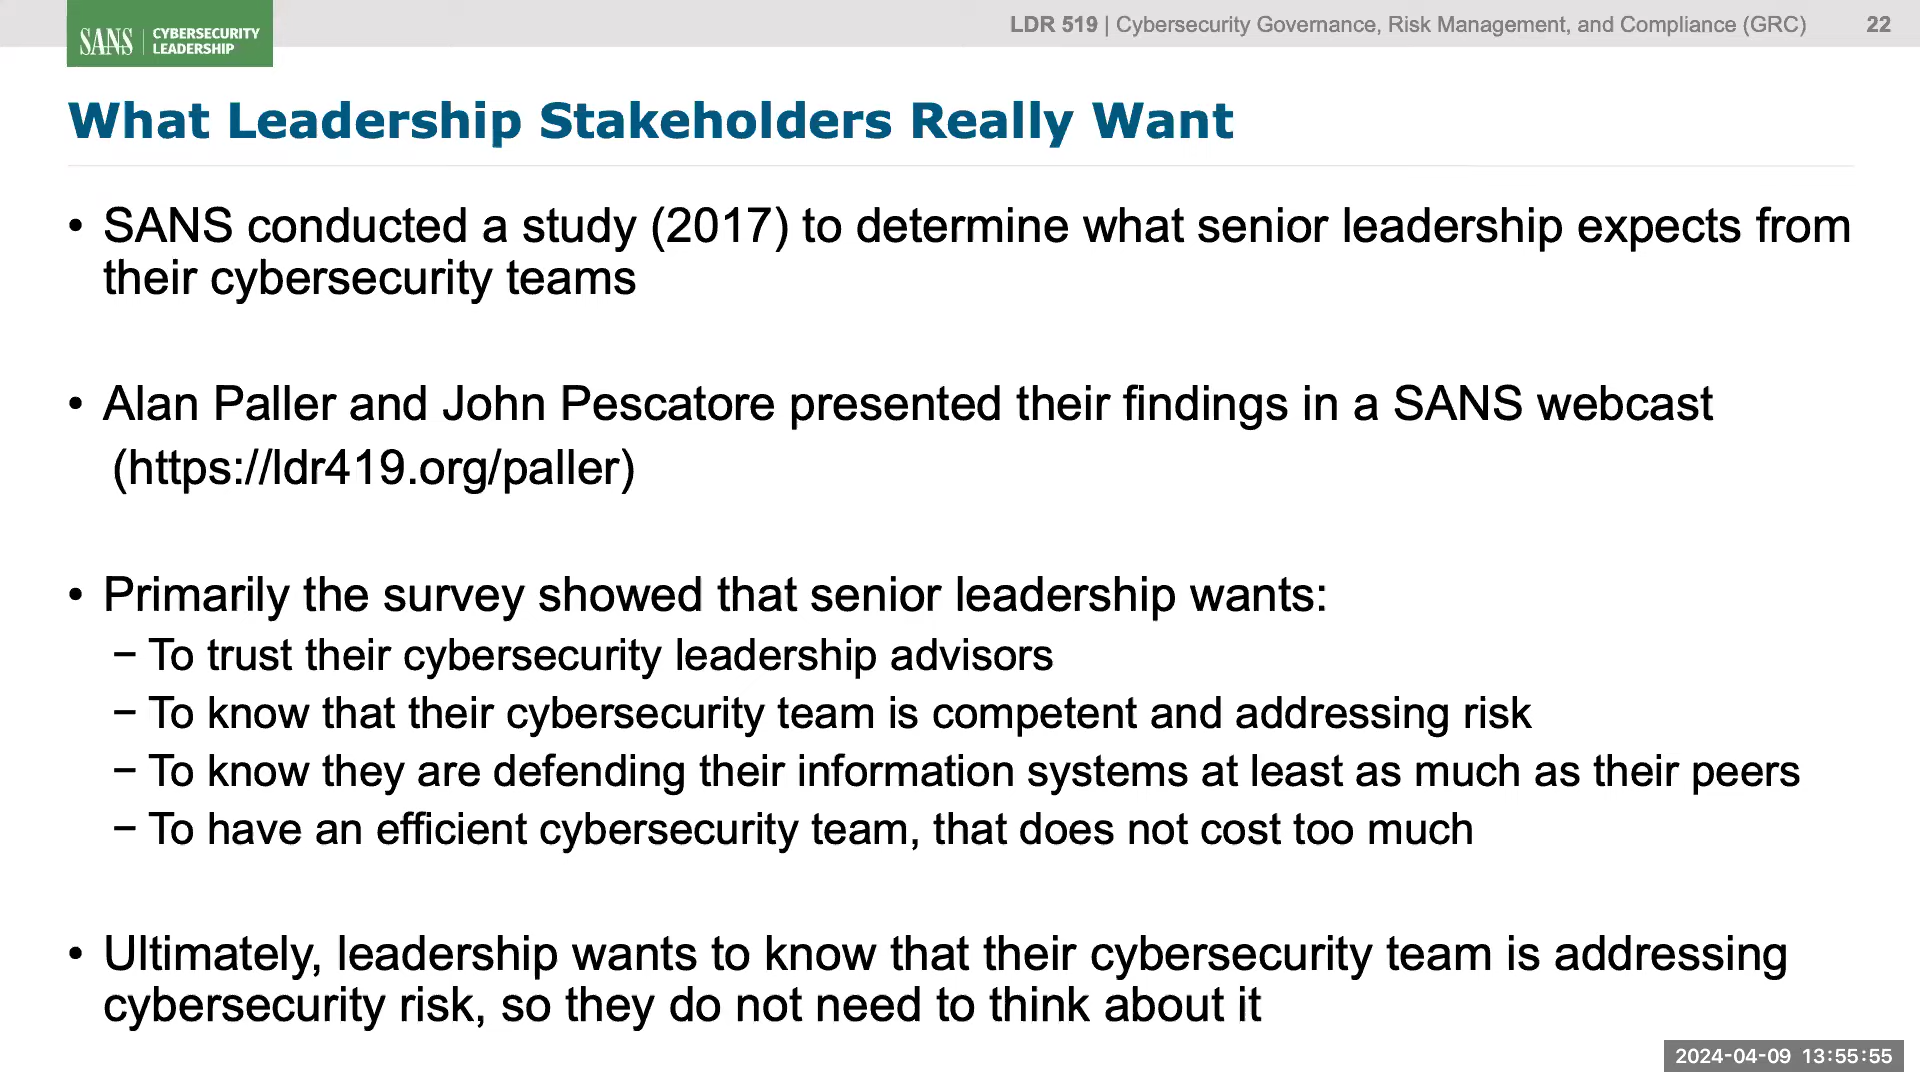 SANS | CYBERSECURITY LEADERSHIP
LDR 519 | Cybersecurity Governance, Risk Management, and Compliance (GRC) 22
What Leadership Stakeholders Really Want
• SANS conducted a study (2017) to determine what senior leadership expects from
their cybersecurity teams
• Alan Paller and John Pescatore presented their findings in a SANS webcast
(https://ldr419.org/paller)
• Primarily the survey showed that senior leadership wants:
− To trust their cybersecurity leadership advisors
− To know that their cybersecurity team is competent and addressing risk
− To know they are defending their information systems at least as much as their peers
− To have an efficient cybersecurity team, that does not cost too much
• Ultimately, leadership wants to know that their cybersecurity team is addressing
cybersecurity risk, so they do not need to think about it
2024-04-09 13:55:55